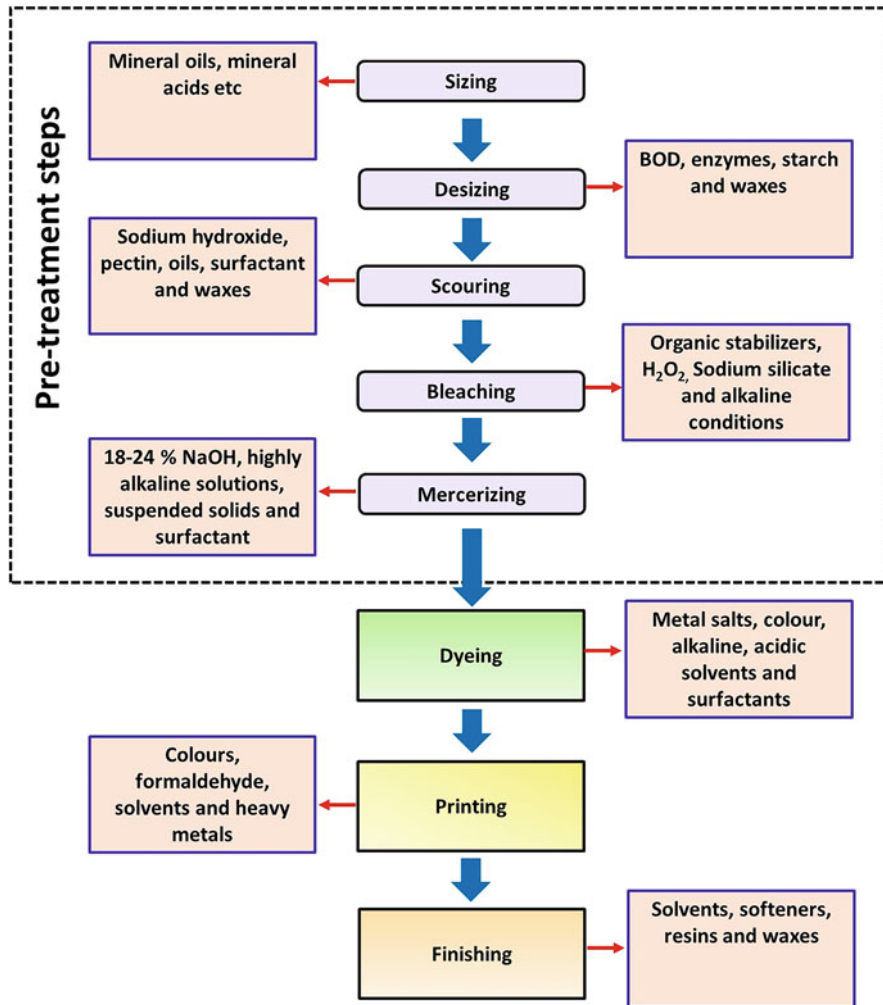 Pre-treatment steps
Mineral oils, mineral
acids etc
Sizing
Desizing
BOD, enzymes, starch
and waxes
Sodium hydroxide,
pectin, oils, surfactant
and waxes
Scouring
Bleaching
Organic stabilizers,
H₂O₂, Sodium silicate
and alkaline
conditions
18-24 % NaOH, highly
alkaline solutions,
suspended solids and
surfactant
Mercerizing
Dyeing
Metal salts, colour,
alkaline, acidic
solvents and
surfactants
Colours,
formaldehyde,
solvents and heavy
metals
Printing
Finishing
Solvents, softeners,
resins and waxes